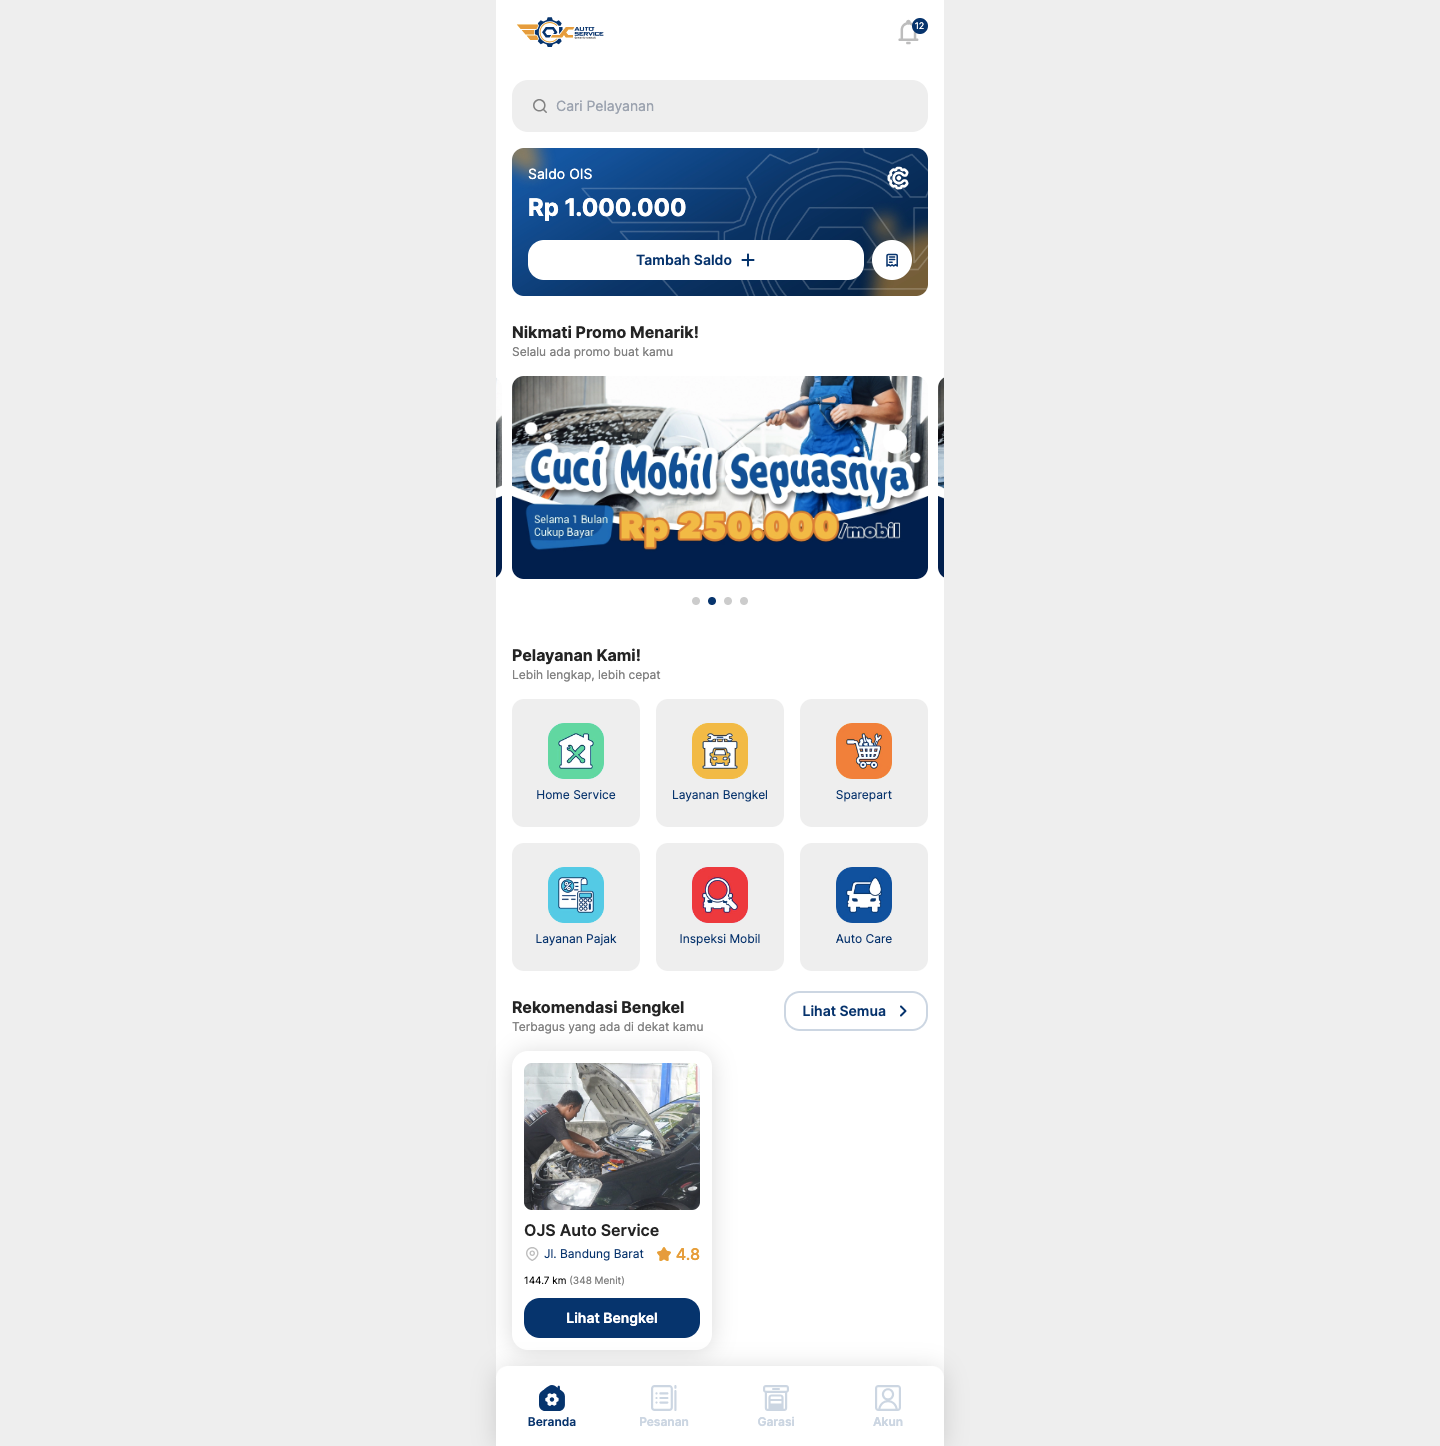 AUTO
SERVICE
12
Cari Pelayanan
Saldo OIS
Rp 1.000.000
Tambah Saldo
Nikmati Promo Menarik!
Selalu ada promo buat kamu
Cuci Mobil Sepuasnya
Selama 1 Bulan
Cukup Bayar
Rp 250.000/mobil
Pelayanan Kami!
Lebih lengkap, lebih cepat
Home Service
Layanan Bengkel
Sparepart
Layanan Pajak
Inspeksi Mobil
Auto Care
Rekomendasi Bengkel
Terbagus yang ada di dekat kamu
Lihat Semua
OJS Auto Service
Jl. Bandung Barat
4.8
144.7 km (348 Menit)
Lihat Bengkel
Beranda
Pesanan
Garasi
Akun